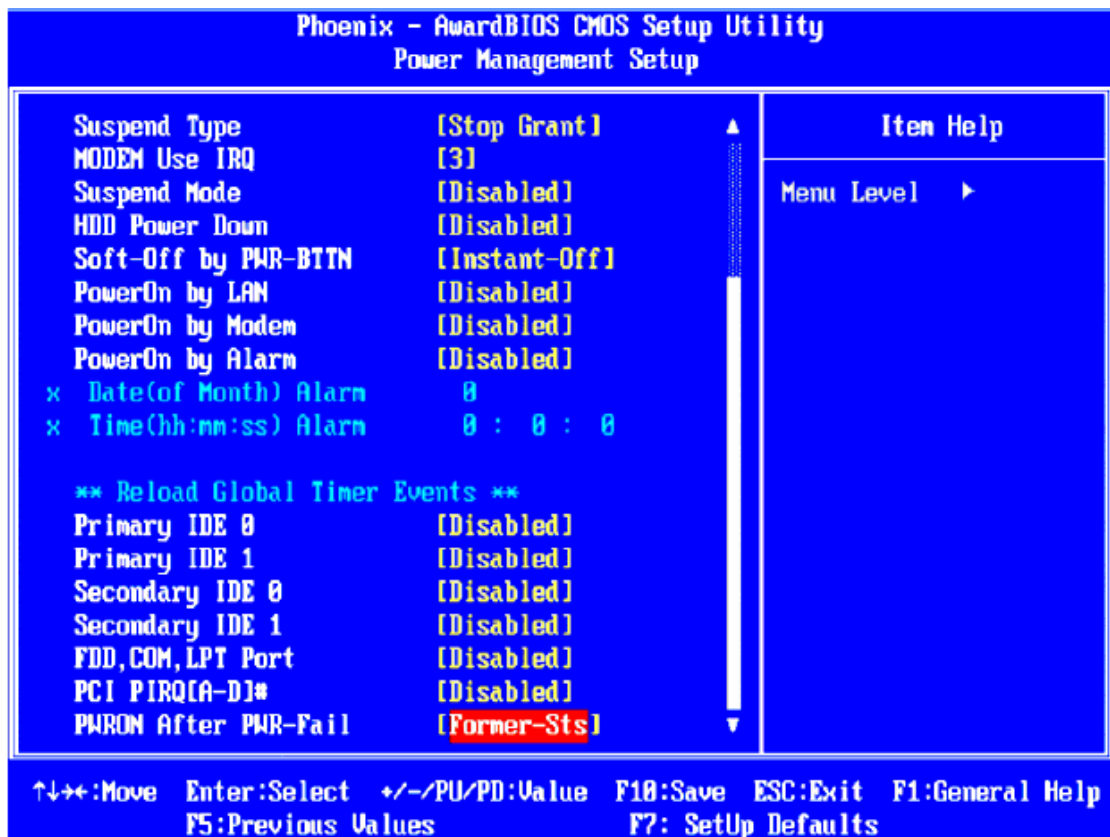 Phoenix - AwardBIOS CMOS Setup Utility
Power Management Setup
Suspend Type [Stop Grant]
MODEM Use IRQ [3]
Suspend Mode [Disabled]
HDD Power Down [Disabled]
Soft-Off by PWR-BTTN [Instant-Off]
PowerOn by LAN [Disabled]
PowerOn by Modem [Disabled]
PowerOn by Alarm [Disabled]
x Date(of Month) Alarm 0
x Time(hh:mm:ss) Alarm 0 : 0 : 0
** Reload Global Timer Events **
Primary IDE 0 [Disabled]
Primary IDE 1 [Disabled]
Secondary IDE 0 [Disabled]
Secondary IDE 1 [Disabled]
FDD,COM,LPT Port [Disabled]
PCI PIRQ[A-D]# [Disabled]
PWRON After PWR-Fail [Former-Sts]
Item Help
Menu Level ►
↑↓→←:Move Enter:Select +/-/PU/PD:Value F10:Save ESC:Exit F1:General Help
F5:Previous Values F7: SetUp Defaults